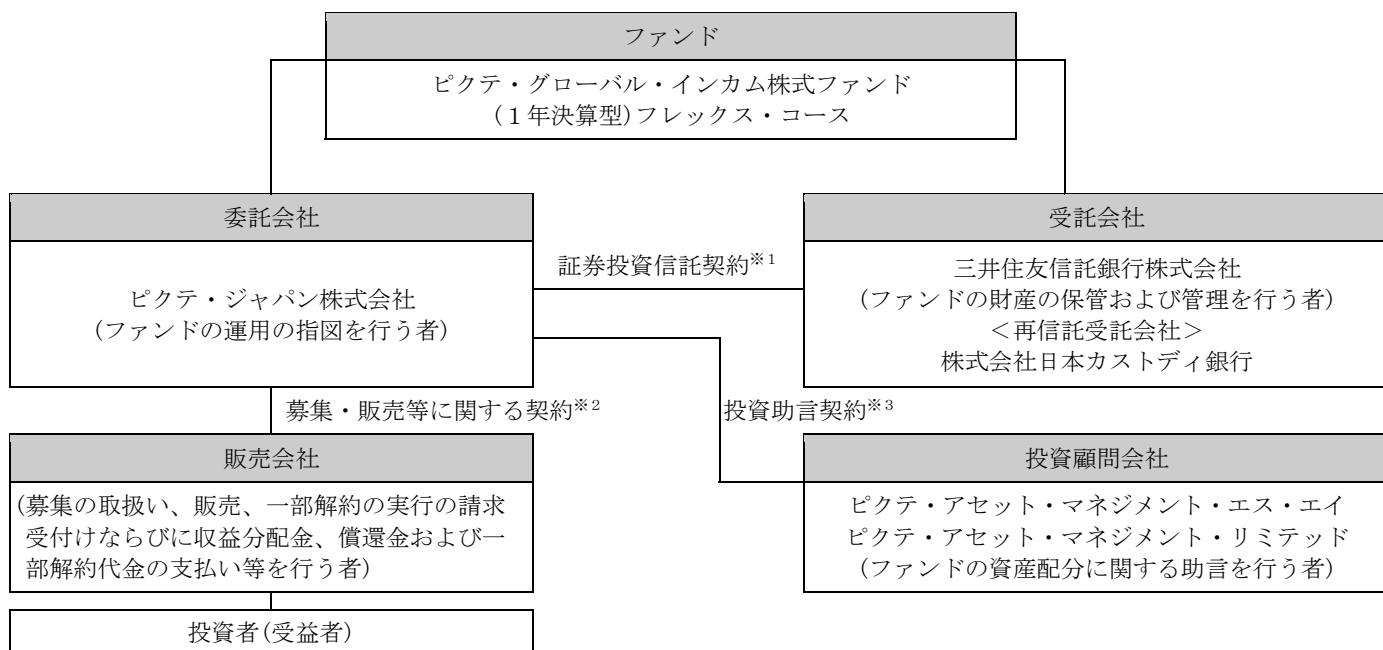 ファンド
ピクテ・グローバル・インカム株式ファンド
(１年決算型)フレックス・コース
委託会社
ピクテ・ジャパン株式会社
(ファンドの運用の指図を行う者)
証券投資信託契約※1
受託会社
三井住友信託銀行株式会社
(ファンドの財産の保管および管理を行う者)
＜再信託受託会社＞
株式会社日本カストディ銀行
募集・販売等に関する契約※2
投資助言契約※3
販売会社
(募集の取扱い、販売、一部解約の実行の請求
受付けならびに収益分配金、償還金および一
部解約代金の支払い等を行う者)
投資顧問会社
ピクテ・アセット・マネジメント・エス・エイ
ピクテ・アセット・マネジメント・リミテッド
(ファンドの資産配分に関する助言を行う者)
投資者(受益者)